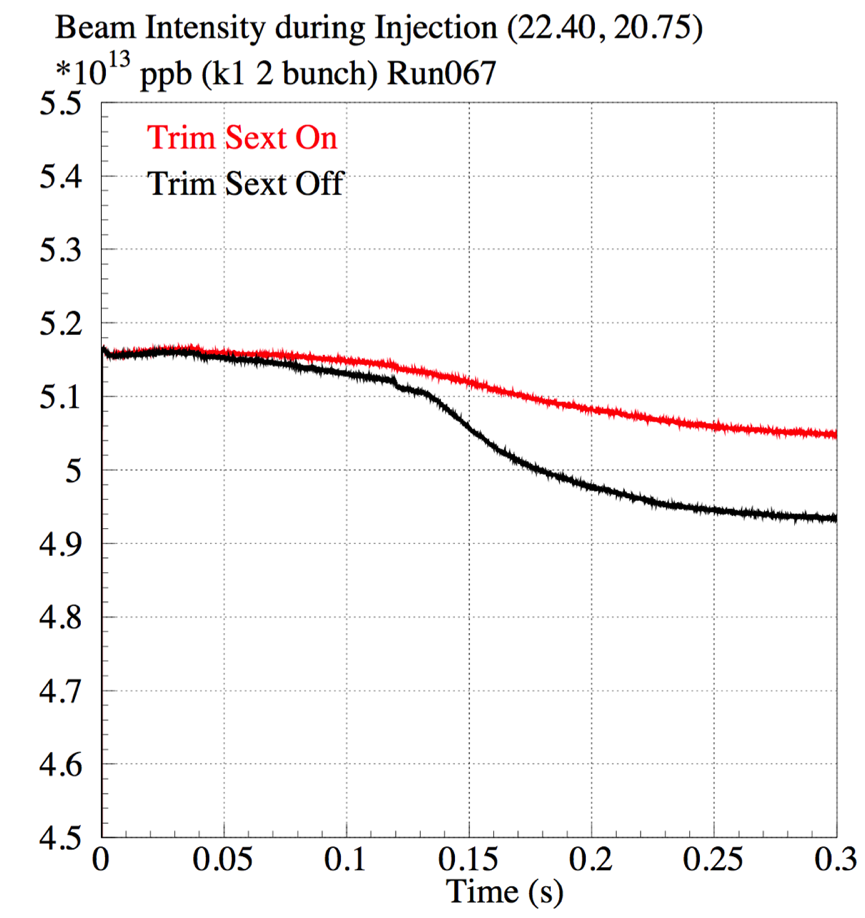 Beam Intensity during Injection (22.40, 20.75)
*10¹³ ppb (k1 2 bunch) Run067
5.5
Trim Sext On
5.4
Trim Sext Off
5.3
5.2
5.1
5
4.9
4.8
4.7
4.6
4.5
0 0.05 0.1 0.15 0.2 0.25 0.3
Time (s)